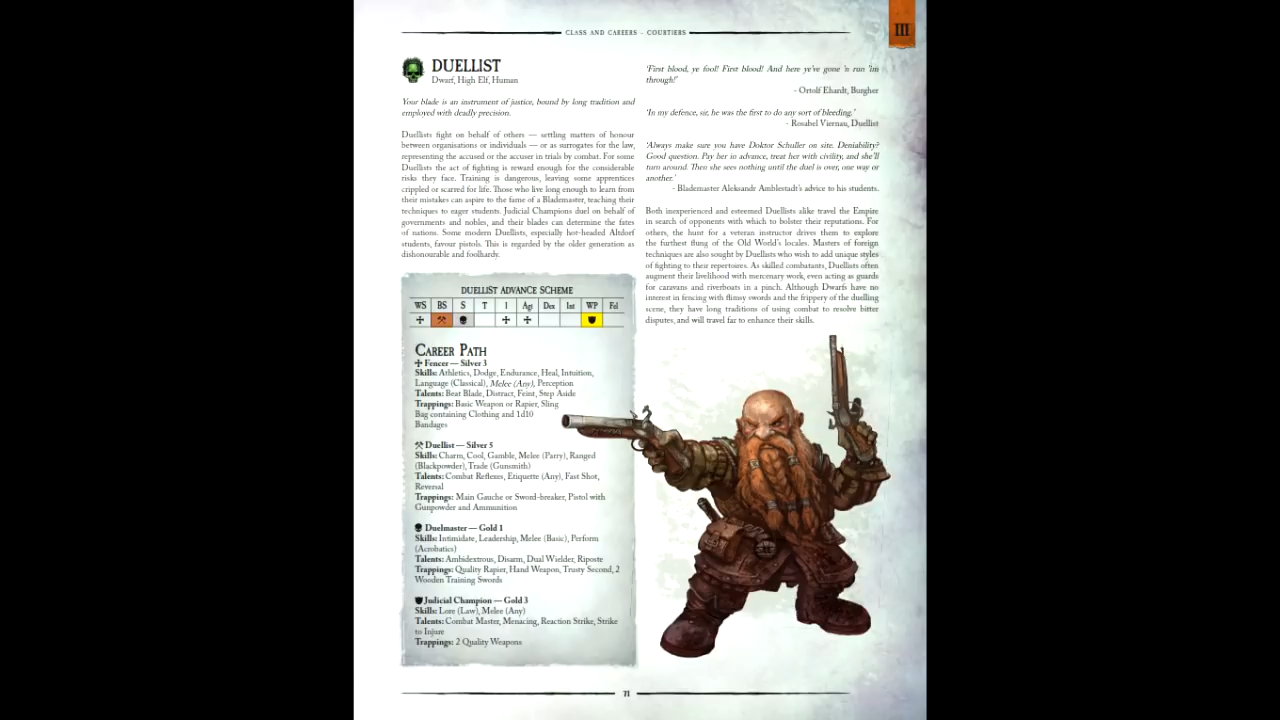 CLASS AND CAREERS – COURTIERS
III
DUELLIST
Dwarf, High Elf, Human
Your blade is an instrument of justice, bound by long tradition and
employed with deadly precision.
Duellists fight on behalf of others — settling matters of honour
between organisations or individuals — or as surrogates for the law,
representing the accused or the accuser in trials by combat. For some
Duellists the act of fighting is reward enough for the considerable
risks they face. Training is dangerous, leaving some apprentices
crippled or scarred for life. Those who live long enough to learn from
their mistakes can aspire to the fame of a Blademaster, teaching their
techniques to eager students. Judicial Champions duel on behalf of
governments and nobles, and their blades can determine the fates
of nations. Some modern Duellists, especially hot-headed Altdorf
students, favour pistols. This is regarded by the older generation as
dishonourable and foolhardy.
DUELLIST ADVANCE SCHEME
WS BS S T I Agi Dex Int WP Fel
Career Path
Fencer — Silver 3
Skills: Athletics, Dodge, Endurance, Heal, Intuition,
Language (Classical), Melee (Any), Perception
Talents: Beat Blade, Distract, Feint, Step Aside
Trappings: Basic Weapon or Rapier, Sling
Bag containing Clothing and 1d10
Bandages
Duellist — Silver 5
Skills: Charm, Cool, Gamble, Melee (Parry), Ranged
(Blackpowder), Trade (Gunsmith)
Talents: Combat Reflexes, Etiquette (Any), Fast Shot,
Reversal
Trappings: Main Gauche or Sword-breaker, Pistol with
Gunpowder and Ammunition
Duelmaster — Gold 1
Skills: Intimidate, Leadership, Melee (Basic), Perform
(Acrobatics)
Talents: Ambidextrous, Disarm, Dual Wielder, Riposte
Trappings: Quality Rapier, Hand Weapon, Trusty Second, 2
Wooden Training Swords
Judicial Champion — Gold 3
Skills: Lore (Law), Melee (Any)
Talents: Combat Master, Menacing, Reaction Strike, Strike
to Injure
Trappings: 2 Quality Weapons
'First blood, ye fool! First blood! And here ye've gone 'n run 'im
through!'
- Ortolf Ehardt, Burgher
'In my defence, sir, he was the first to do any sort of bleeding.'
- Rosabel Viernau, Duellist
'Always make sure you have Doktor Schuller on site. Deniability?
Good question. Pay her in advance, treat her with civility, and she'll
turn around. Then she sees nothing until the duel is over, one way or
another.'
- Blademaster Aleksandr Amblestadt's advice to his students.
Both inexperienced and esteemed Duellists alike travel the Empire
in search of opponents with which to bolster their reputations. For
others, the hunt for a veteran instructor drives them to explore
the furthest flung of the Old World's locales. Masters of foreign
techniques are also sought by Duellists who wish to add unique styles
of fighting to their repertoires. As skilled combatants, Duellists often
augment their livelihood with mercenary work, even acting as guards
for caravans and riverboats in a pinch. Although Dwarfs have no
interest in fencing with flimsy swords and the frippery of the duelling
scene, they have long traditions of using combat to resolve bitter
disputes, and will travel far to enhance their skills.
71